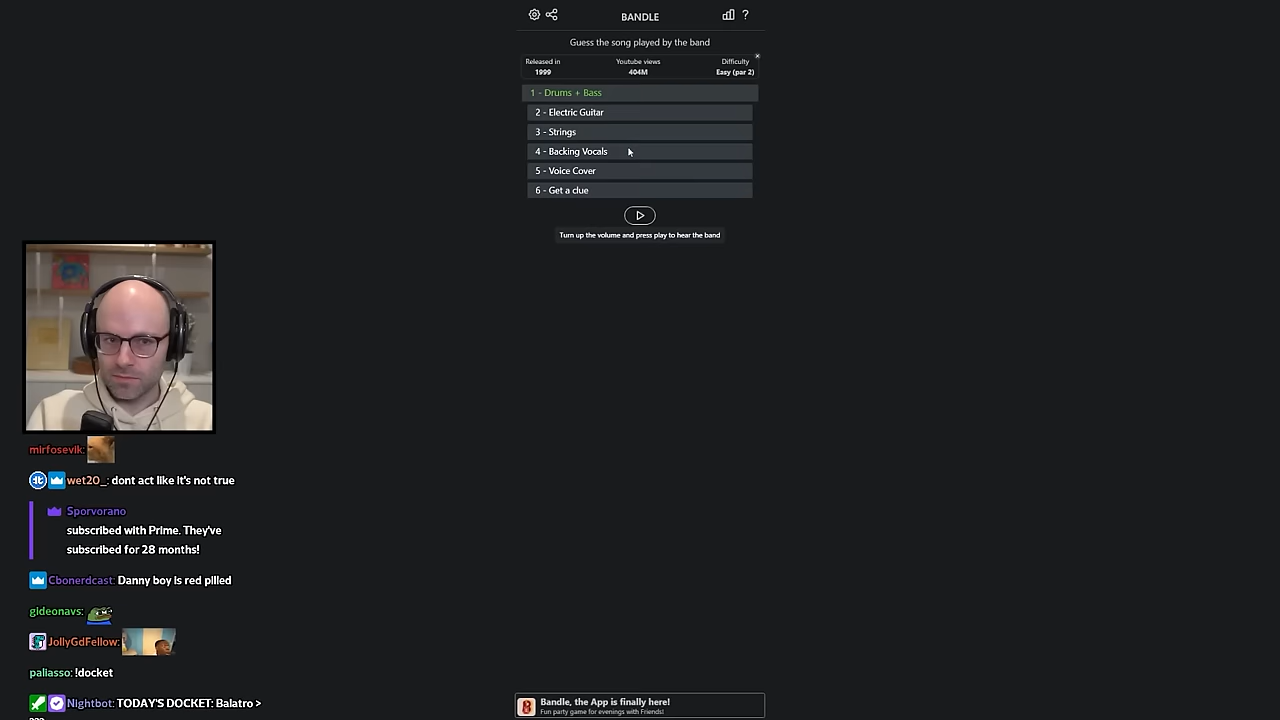 BANDLE
?
Guess the song played by the band
Released in
1999
Youtube views
404M
Difficulty
Easy (par 2)
1 - Drums + Bass
2 - Electric Guitar
3 - Strings
4 - Backing Vocals
5 - Voice Cover
6 - Get a clue
Turn up the volume and press play to hear the band
mirfosevik:
wet20_: dont act like it's not true
Sporvorano
subscribed with Prime. They've
subscribed for 28 months!
Cbonerdcast: Danny boy is red pilled
gideonavs:
JollyGdFellow:
paliasso: !docket
Nightbot: TODAY'S DOCKET: Balatro >
Bandle, the App is finally here!
Fun party game for evenings with Friends!